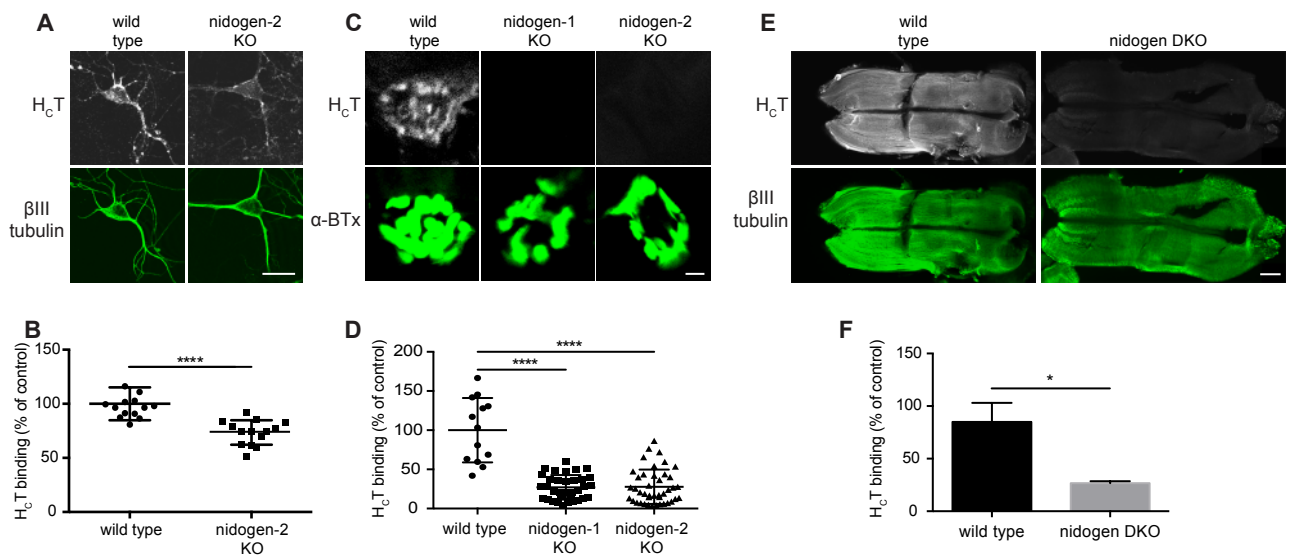 A
wild
type
nidogen-2
KO
HCT
βIII
tubulin
C
wild
type
nidogen-1
KO
nidogen-2
KO
HCT
α-BTx
E
wild
type
nidogen DKO
HCT
βIII
tubulin
B
HCT binding (% of control)
150
100
50
0
****
wild type
nidogen-2
KO
D
HCT binding (% of control)
200
150
100
50
0
****
****
wild type
nidogen-1
KO
nidogen-2
KO
F
HCT binding (% of control)
150
100
50
0
*
wild type
nidogen DKO